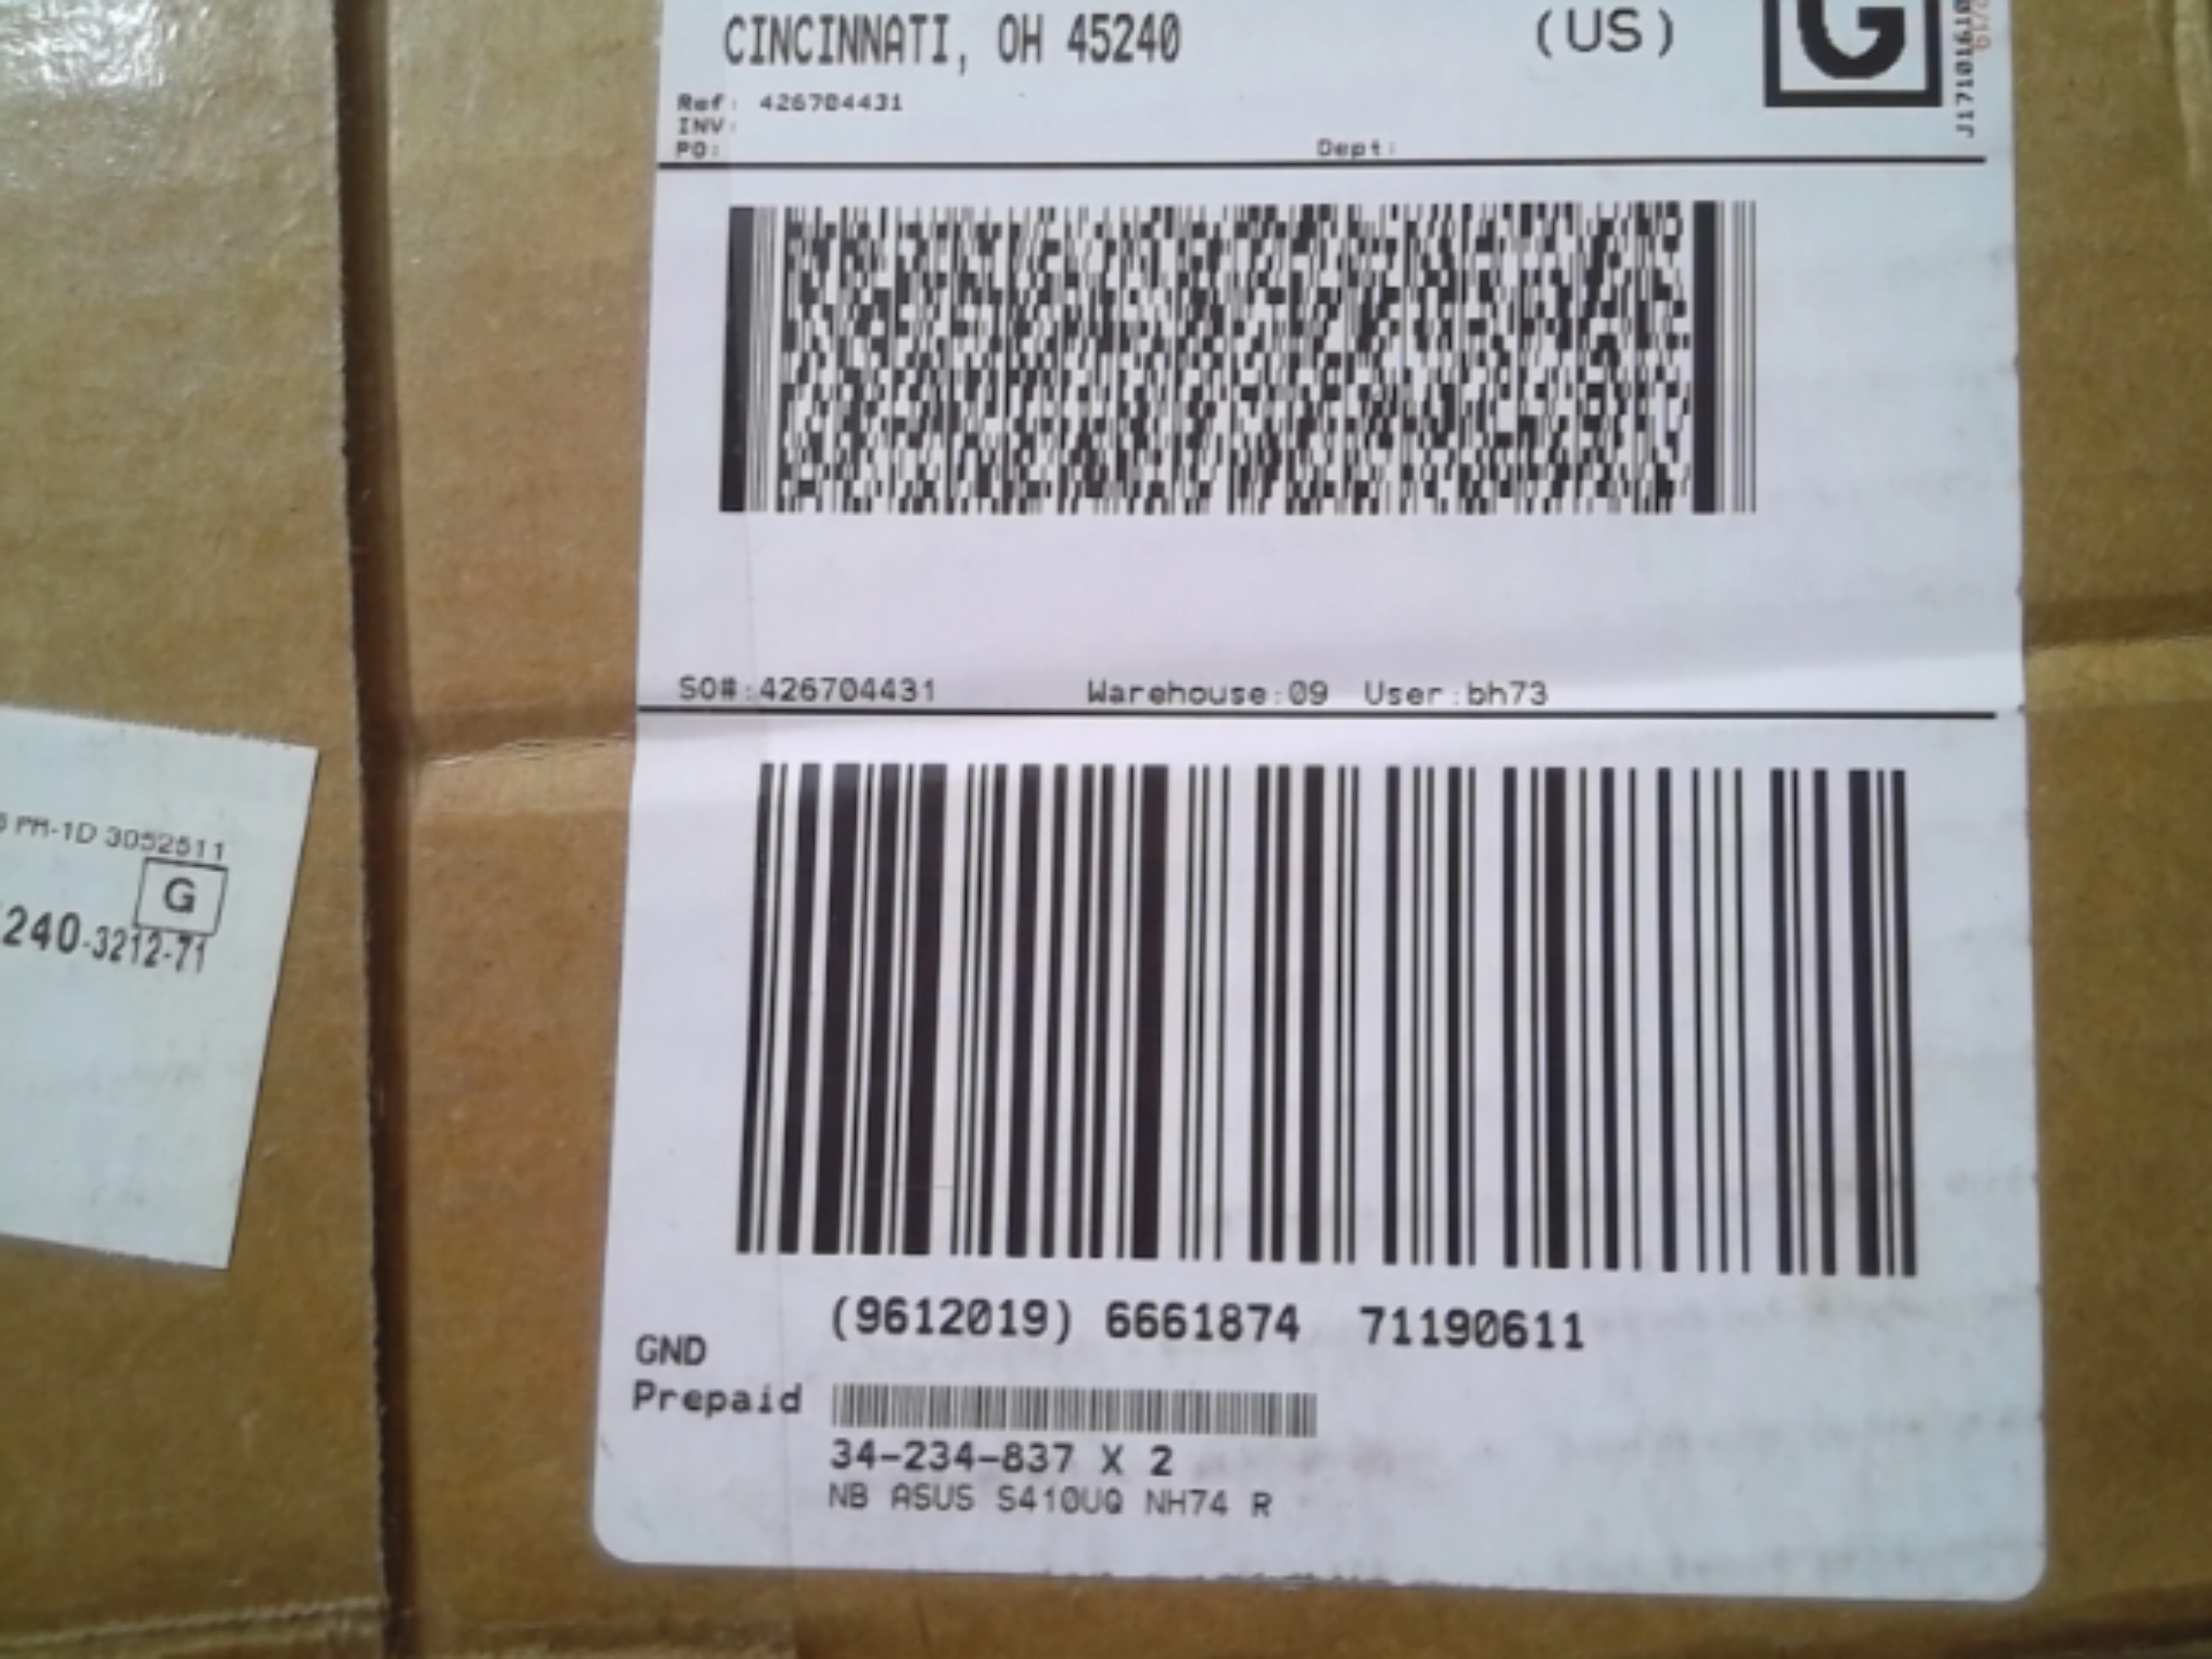 CINCINNATI, OH 45240 (US)
G
Ref: 426704431
INV:
PO: Dept:
SO#:426704431 Warehouse:09 User:bh73
(9612019) 6661874 71190611
GND
Prepaid
34-234-837 X 2
NB ASUS S410UQ NH74 R
PM-1D 3052511
G
240-3212-71